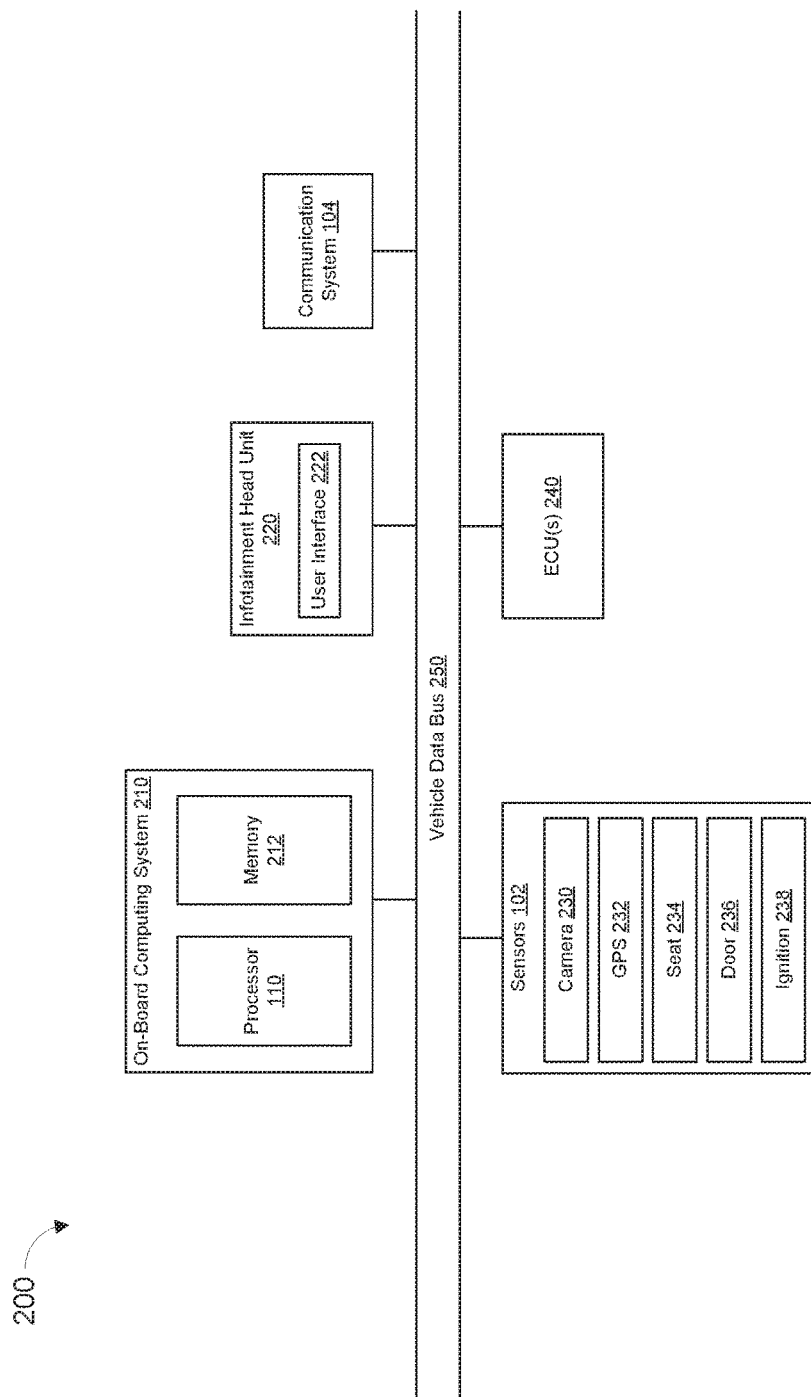 200
On-Board Computing System 210
Processor
110
Memory
212
Infotainment Head Unit
220
User Interface 222
Communication
System 104
Vehicle Data Bus 250
Sensors 102
Camera 230
GPS 232
Seat 234
Door 236
Ignition 238
ECU(s) 240